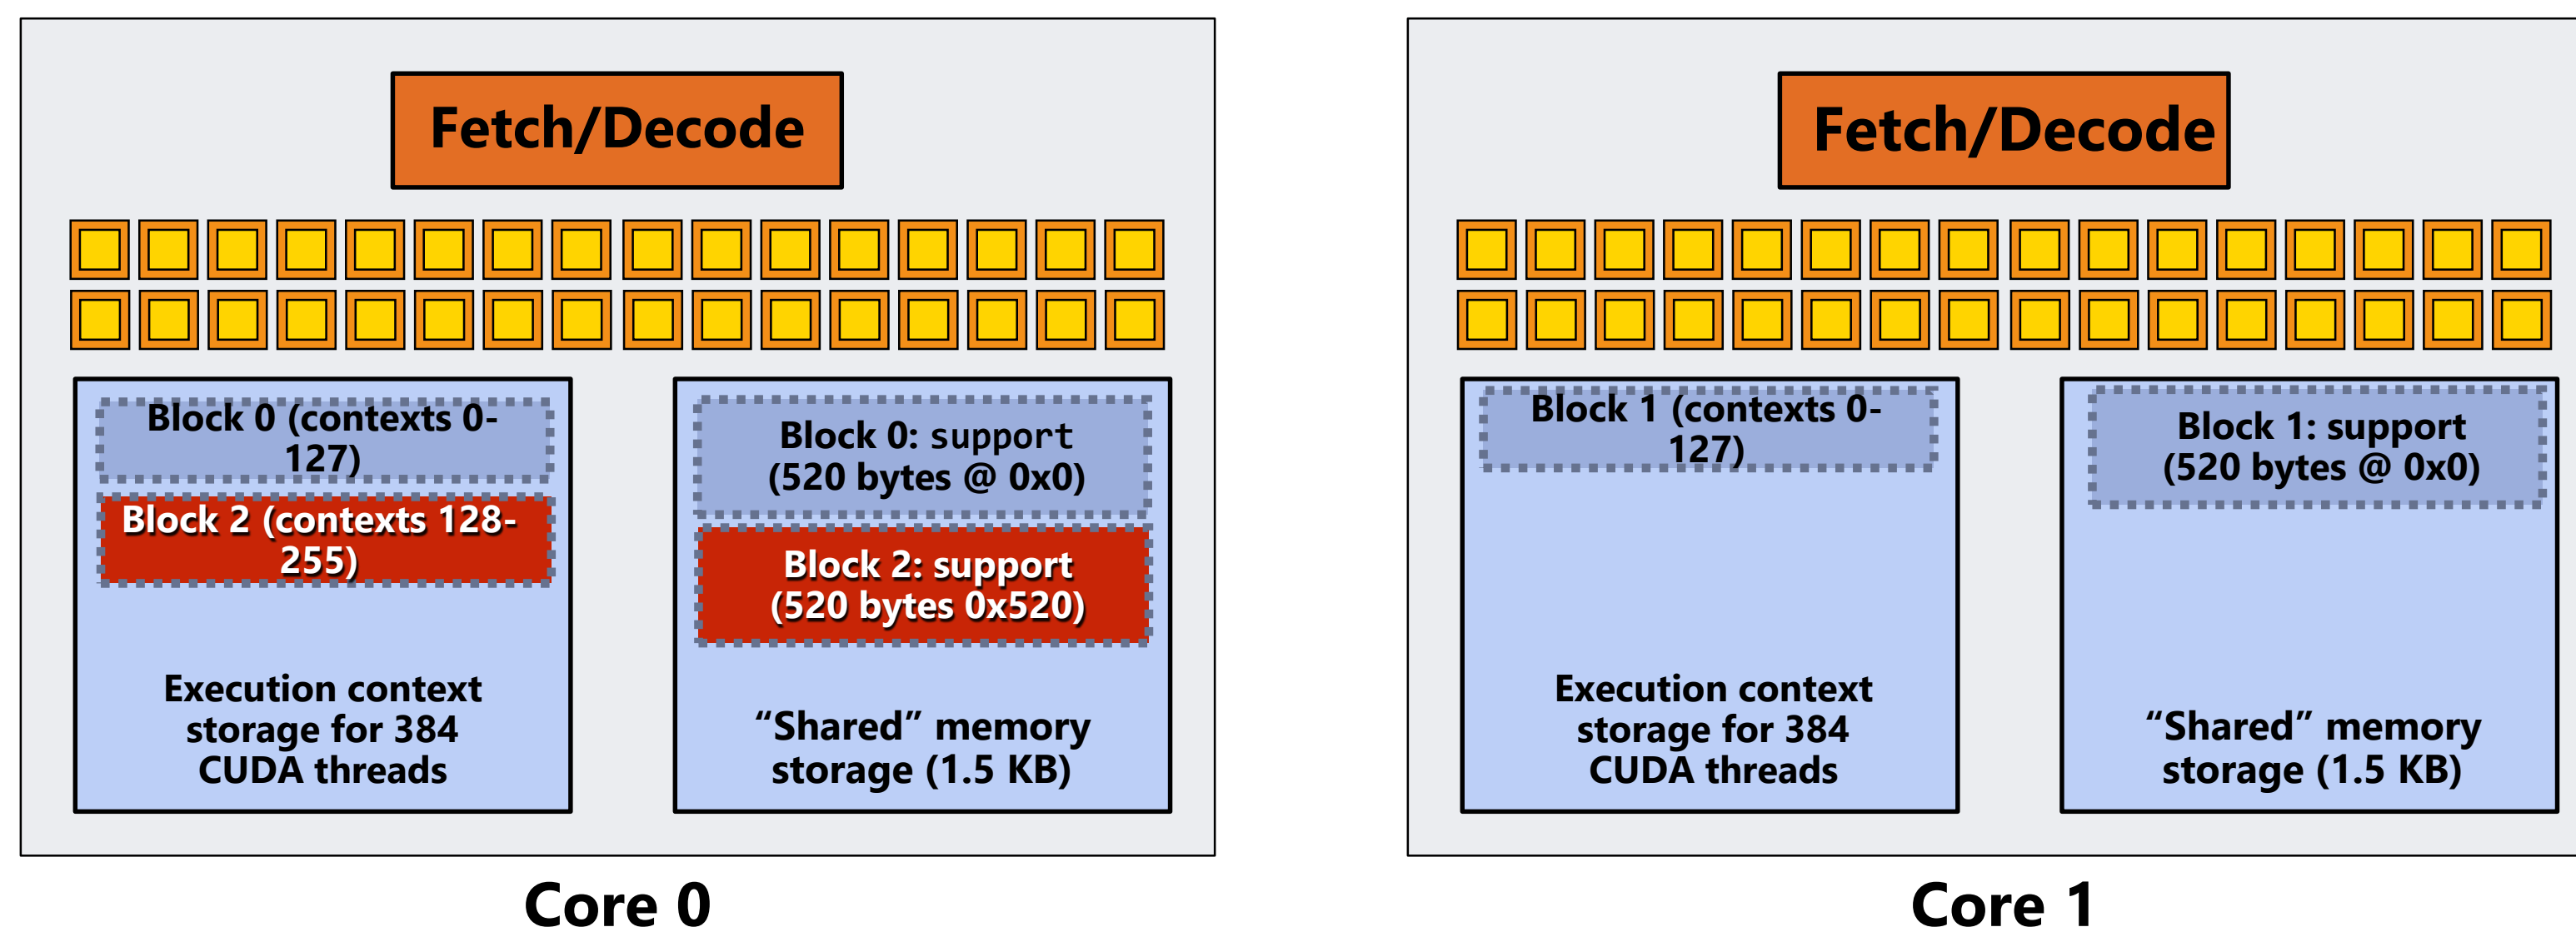 Fetch/Decode
Block 0 (contexts 0-
127)
Block 2 (contexts 128-
255)
Execution context
storage for 384
CUDA threads
Block 0: support
(520 bytes @ 0x0)
Block 2: support
(520 bytes 0x520)
“Shared” memory
storage (1.5 KB)
Core 0
Fetch/Decode
Block 1 (contexts 0-
127)
Execution context
storage for 384
CUDA threads
Block 1: support
(520 bytes @ 0x0)
“Shared” memory
storage (1.5 KB)
Core 1